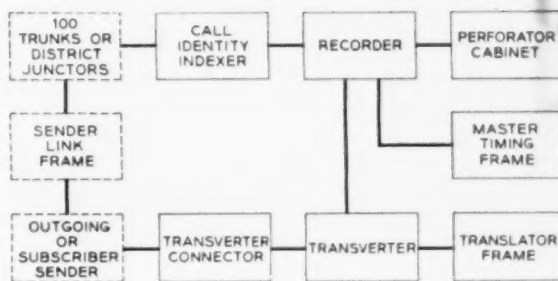 100
TRUNKS OR
DISTRICT
JUNCTORS
CALL
IDENTITY
INDEXER
RECORDER
PERFORATOR
CABINET
SENDER
LINK
FRAME
MASTER
TIMING
FRAME
OUTGOING
OR
SUBSCRIBER
SENDER
TRANSVERTER
CONNECTOR
TRANSVERTER
TRANSLATOR
FRAME